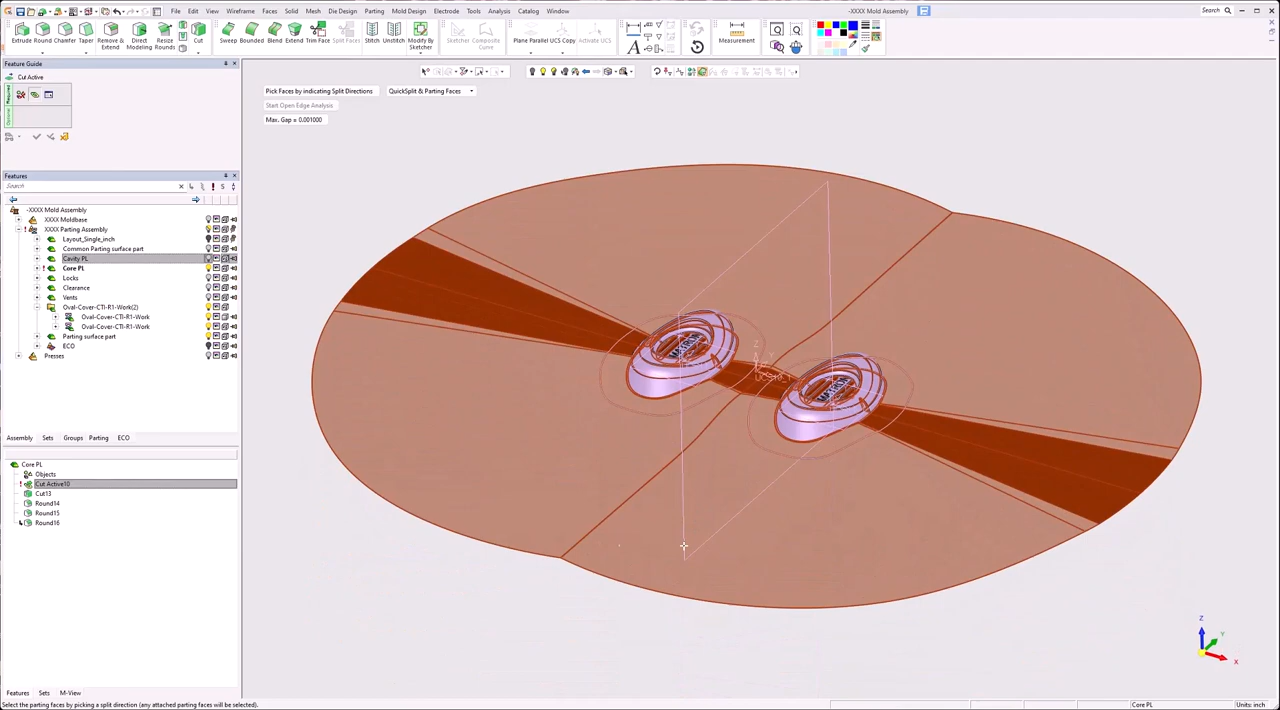 File Edit View Wireframe Faces Solid Mesh Parting Mold Design Electrode Tools Analysis Catalog Window
-XXXX Mold Assembly
Search
Extrude Round Chamfer Taper Remove & Extend Direct Modeling Resize Rounds Cut Sweep Bounded Blend Extend Trim Face Split Faces Stitch Unstitch Modify By Sketcher Sketcher Composite Curve Plane Parallel UCS Copy Activate UCS Measurement
Feature Guide
Cut Active
Required
Optional
Pick Faces by indicating Split Directions
QuickSplit & Parting Faces
Start Open Edge Analysis
Max. Gap = 0.001000
Features
Search
-XXXX Mold Assembly
XXXX Moldbase
XXXX Parting Assembly
Layout_Single_inch
Common Parting surface part
Cavity PL
Core PL
Locks
Clearance
Vents
Oval-Cover-CTI-R1-Work(2)
Oval-Cover-CTI-R1-Work
Oval-Cover-CTI-R1-Work
Parting surface part
ECO
Presses
Assembly Sets Groups Parting ECO
Core PL
Objects
Cut Active10
Cut13
Round14
Round15
Round16
Features Sets M-View
Z
Y
X
Select the parting faces by picking a split direction (any attached parting faces will be selected).
Core PL
Units: inch